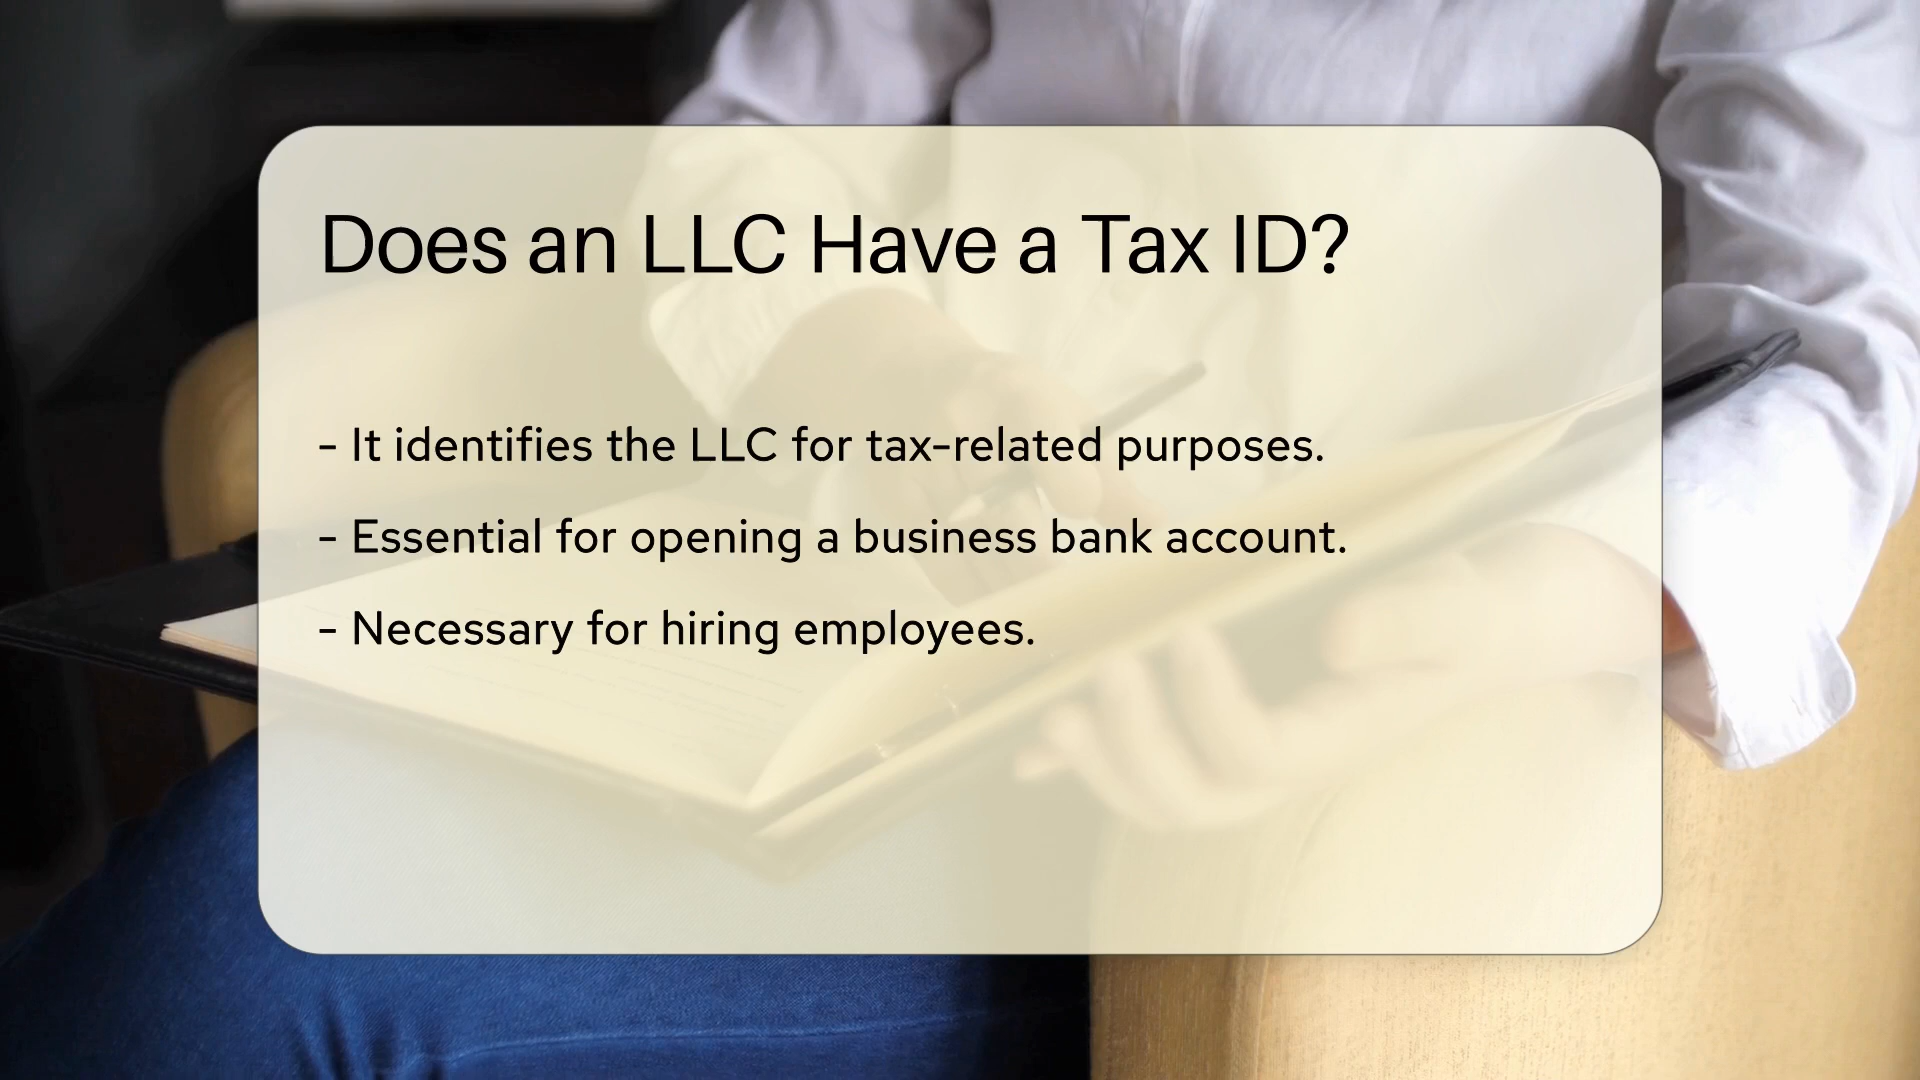 Does an LLC Have a Tax ID?
- It identifies the LLC for tax-related purposes.
- Essential for opening a business bank account.
- Necessary for hiring employees.